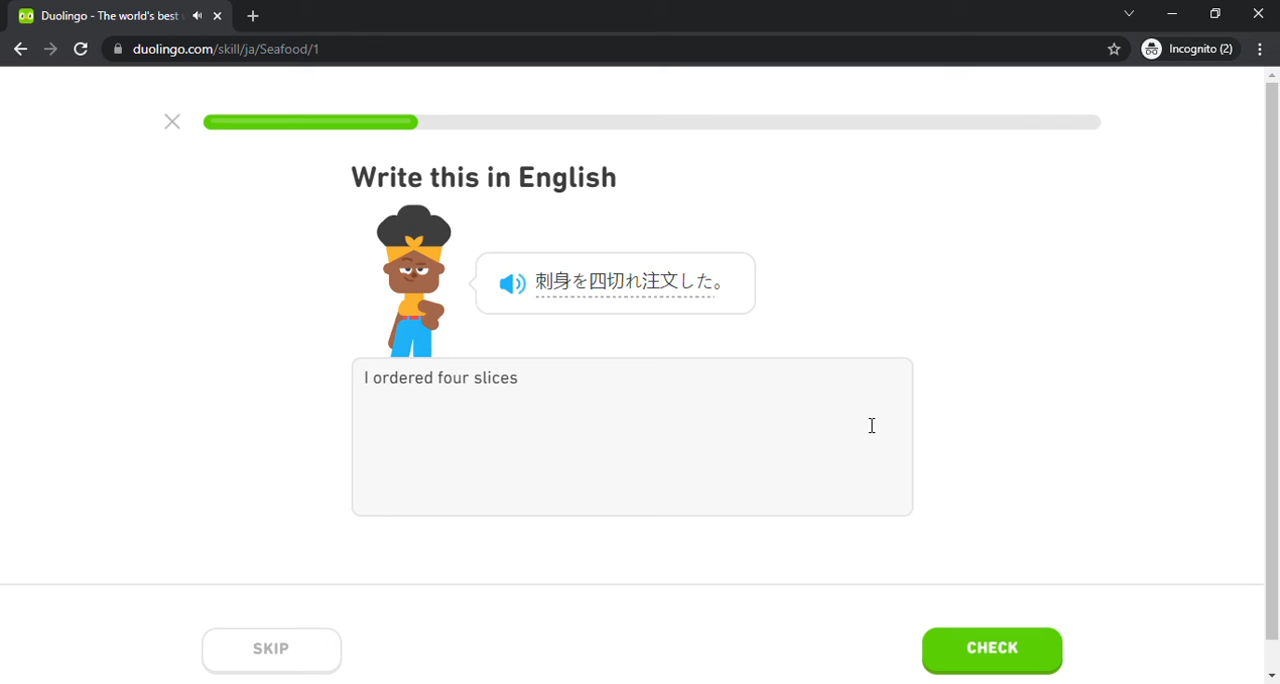 Duolingo - The world's best
duolingo.com/skill/ja/Seafood/1
Incognito (2)
Write this in English
刺身を四切れ注文した。
I ordered four slices
SKIP
CHECK